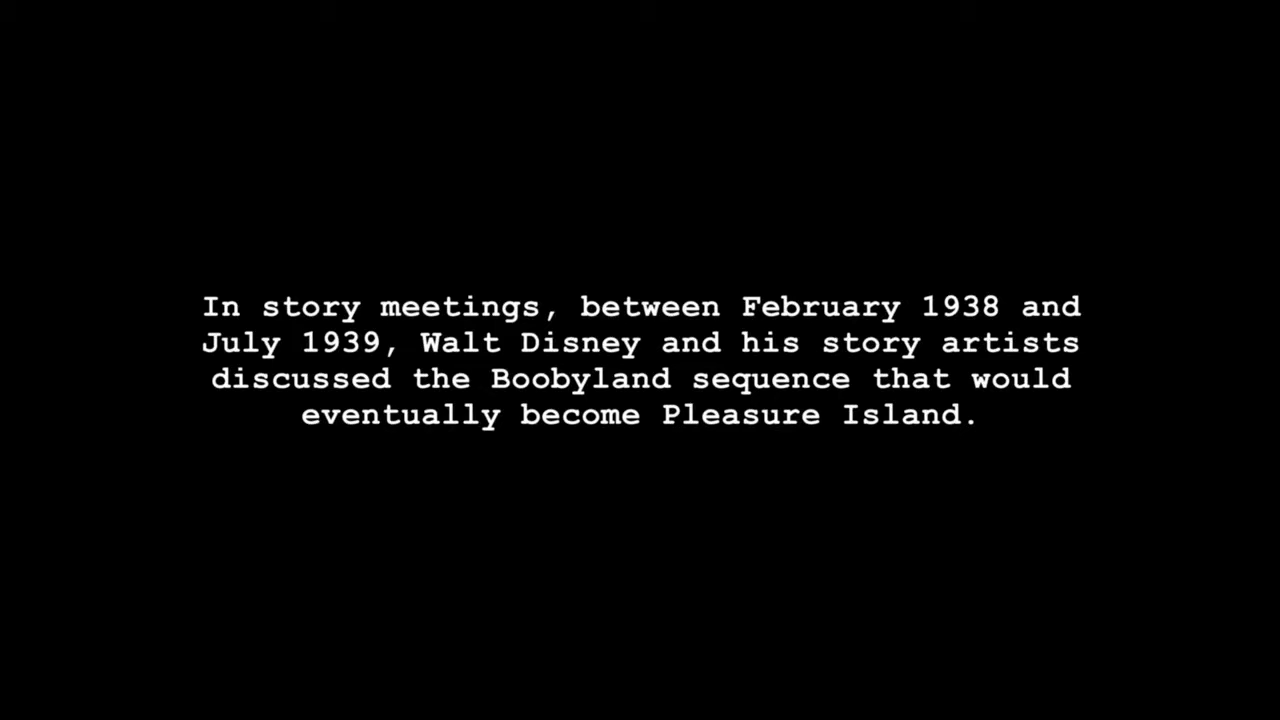 In story meetings, between February 1938 and
July 1939, Walt Disney and his story artists
discussed the Boobyland sequence that would
eventually become Pleasure Island.